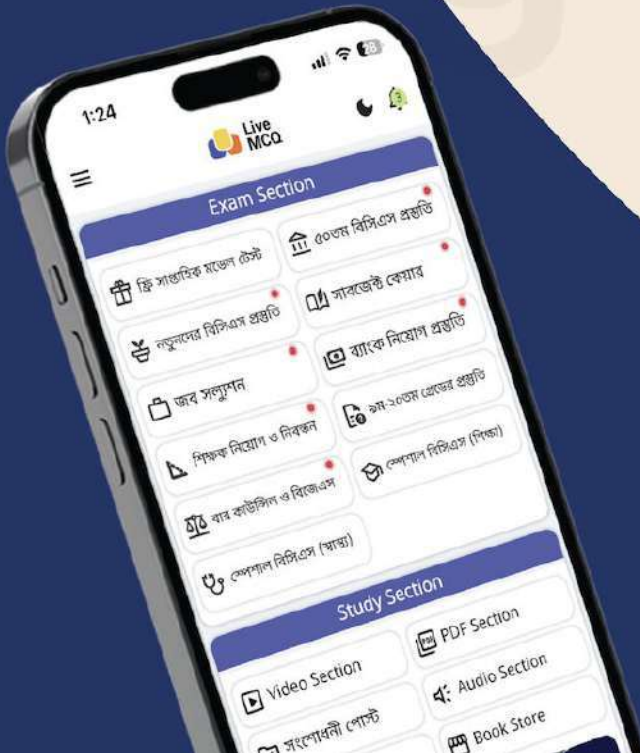 1:24
28
Live
MCQ
3
Exam Section
ফ্রি সাপ্তাহিক মডেল টেস্ট
৫০তম বিসিএস প্রস্তুতি
নতুনদের বিসিএস প্রস্তুতি
সাবজেক্ট কেয়ার
জব সল্যুশন
ব্যাংক নিয়োগ প্রস্তুতি
শিক্ষক নিয়োগ ও নিবন্ধন
৯ম-২০তম গ্রেডের প্রস্তুতি
বার কাউন্সিল ও বিজেএস
স্পেশাল বিসিএস (শিক্ষা)
স্পেশাল বিসিএস (স্বাস্থ্য)
Study Section
Video Section
PDF Section
সংশোধনী পোস্ট
Audio Section
Book Store